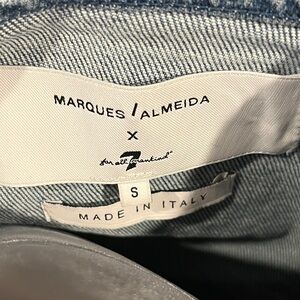 MARQUES / ALMEIDA
X
7
for all mankind
S
MADE IN ITALY